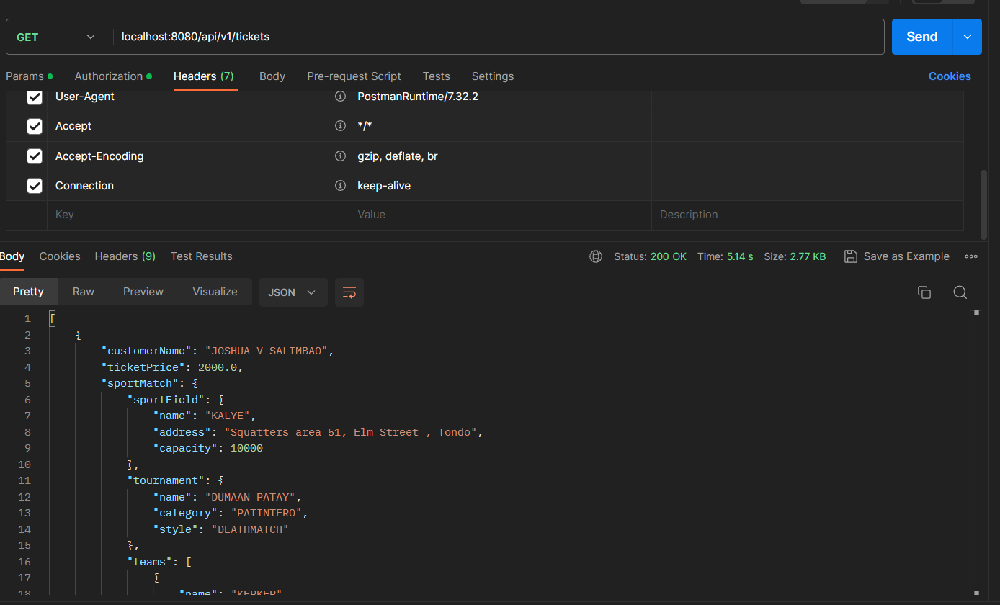 GET localhost:8080/api/v1/tickets Send
Params Authorization Headers (7) Body Pre-request Script Tests Settings Cookies
User-Agent PostmanRuntime/7.32.2
Accept */*
Accept-Encoding gzip, deflate, br
Connection keep-alive
Key Value Description
Body Cookies Headers (9) Test Results Status: 200 OK Time: 5.14 s Size: 2.77 KB Save as Example
Pretty Raw Preview Visualize JSON
1 [
2 {
3 "customerName": "JOSHUA V SALIMBAO",
4 "ticketPrice": 2000.0,
5 "sportMatch": {
6 "sportField": {
7 "name": "KALYE",
8 "address": "Squatters area 51, Elm Street , Tondo",
9 "capacity": 10000
10 },
11 "tournament": {
12 "name": "DUMAAN PATAY",
13 "category": "PATINTERO",
14 "style": "DEATHMATCH"
15 },
16 "teams": [
17 {
18 "name": "KEPKEP"